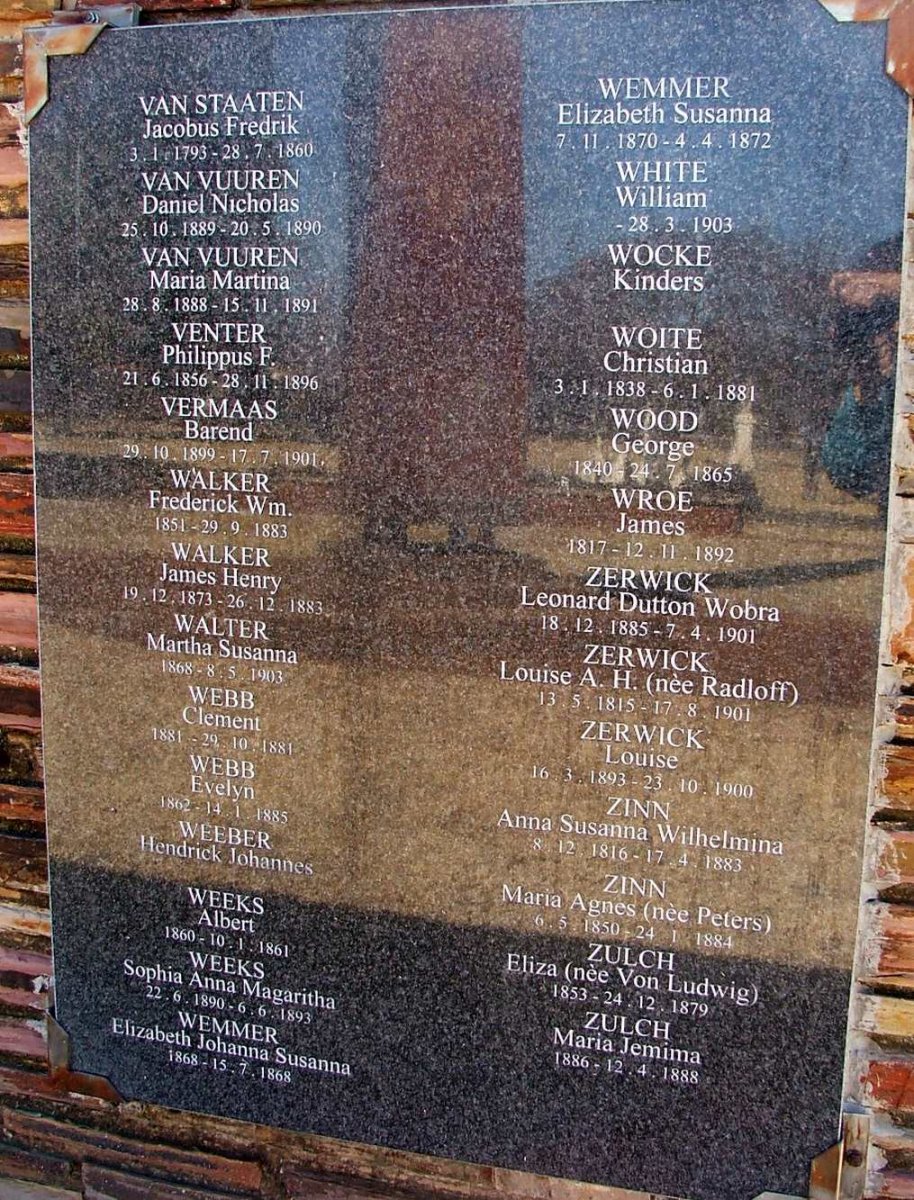 VAN STAATEN
Jacobus Fredrik
3 . 1 . 1793 - 28 . 7 . 1860
VAN VUUREN
Daniel Nicholas
25 . 10 . 1889 - 20 . 5 . 1890
VAN VUUREN
Maria Martina
28 . 8 . 1888 - 15 . 11 . 1891
VENTER
Philippus F.
21 . 6 . 1856 - 28 . 11 . 1896
VERMAAS
Barend
29 . 10 . 1899 - 17 . 7 . 1901
WALKER
Frederick Wm.
1851 - 29 . 9 . 1883
WALKER
James Henry
19 . 12 . 1873 - 26 . 12 . 1883
WALTER
Martha Susanna
1868 - 8 . 5 . 1903
WEBB
Clement
1881 - 29 . 10 . 1881
WEBB
Evelyn
1862 - 14 . 1 . 1885
WEEBER
Hendrick Johannes
WEEKS
Albert
1860 - 10 . 1 . 1861
WEEKS
Sophia Anna Magaritha
22 . 6 . 1890 - 6 . 6 . 1893
WEMMER
Elizabeth Johanna Susanna
1868 - 15 . 7 . 1868
WEMMER
Elizabeth Susanna
7 . 11 . 1870 - 4 . 4 . 1872
WHITE
William
- 28 . 3 . 1903
WOCKE
Kinders
WOITE
Christian
3 . 1 . 1838 - 6 . 1 . 1881
WOOD
George
1840 - 24 . 7 . 1865
WROE
James
1817 - 12 . 11 . 1892
ZERWICK
Leonard Dutton Wobra
18 . 12 . 1885 - 7 . 4 . 1901
ZERWICK
Louise A. H. (nèe Radloff)
13 . 5 . 1815 - 17 . 8 . 1901
ZERWICK
Louise
16 . 3 . 1893 - 23 . 10 . 1900
ZINN
Anna Susanna Wilhelmina
8 . 12 . 1816 - 17 . 4 . 1883
ZINN
Maria Agnes (nèe Peters)
6 . 5 . 1850 - 24 . 1 . 1884
ZULCH
Eliza (nèe Von Ludwig)
1853 - 24 . 12 . 1879
ZULCH
Maria Jemima
1886 - 12 . 4 . 1888